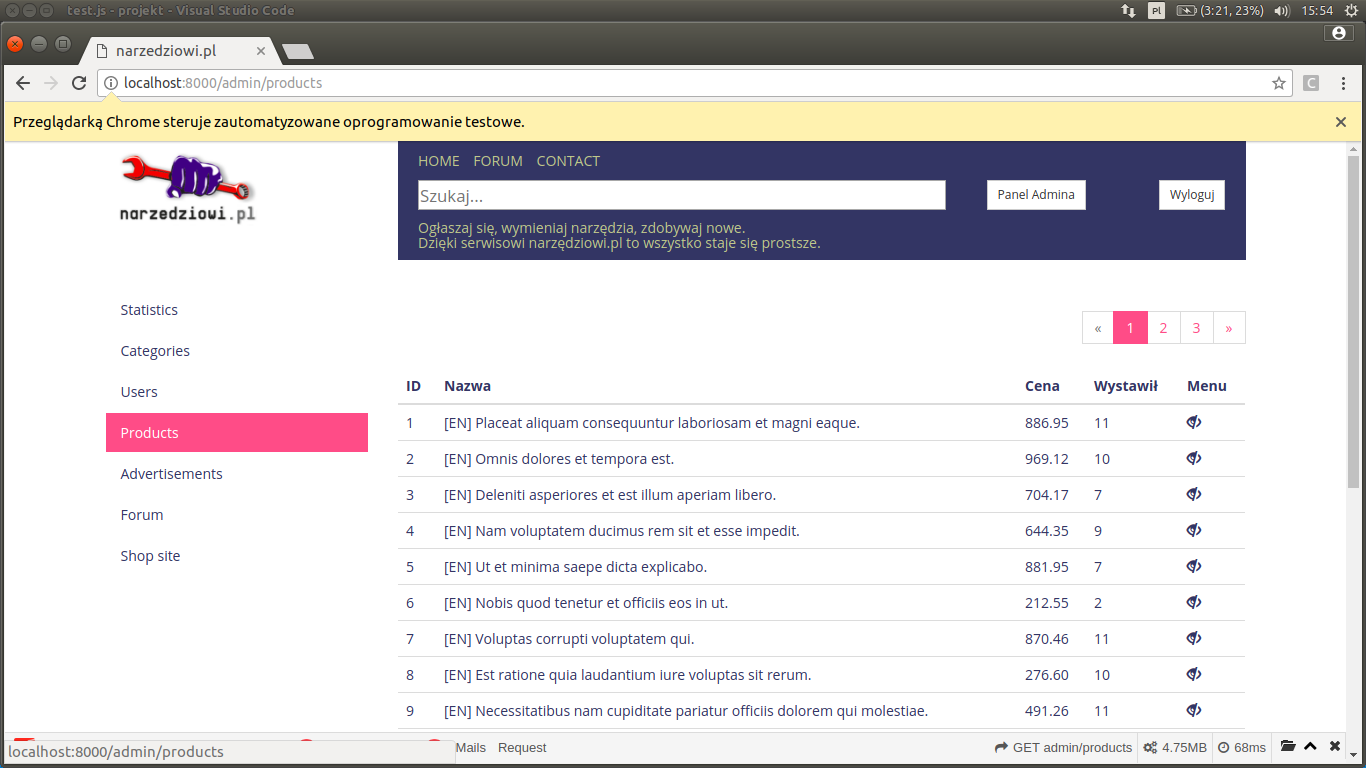 test.js - projekt - Visual Studio Code
Pl
(3:21, 23%)
15:54
narzedziowi.pl
localhost:8000/admin/products
C
Przeglądarką Chrome steruje zautomatyzowane oprogramowanie testowe.
narzedziowi.pl
HOME FORUM CONTACT
Szukaj...
Panel Admina
Wyloguj
Ogłaszaj się, wymieniaj narzędzia, zdobywaj nowe.
Dzięki serwisowi narzędziowi.pl to wszystko staje się prostsze.
Statistics
Categories
Users
Products
Advertisements
Forum
Shop site
« 1 2 3 »
ID Nazwa Cena Wystawił Menu
1 [EN] Placeat aliquam consequuntur laboriosam et magni eaque. 886.95 11
2 [EN] Omnis dolores et tempora est. 969.12 10
3 [EN] Deleniti asperiores et est illum aperiam libero. 704.17 7
4 [EN] Nam voluptatem ducimus rem sit et esse impedit. 644.35 9
5 [EN] Ut et minima saepe dicta explicabo. 881.95 7
6 [EN] Nobis quod tenetur et officiis eos in ut. 212.55 2
7 [EN] Voluptas corrupti voluptatem qui. 870.46 11
8 [EN] Est ratione quia laudantium iure voluptas sit rerum. 276.60 10
9 [EN] Necessitatibus nam cupiditate pariatur officiis dolorem qui molestiae. 491.26 11
localhost:8000/admin/products
Mails Request
GET admin/products 4.75MB 68ms